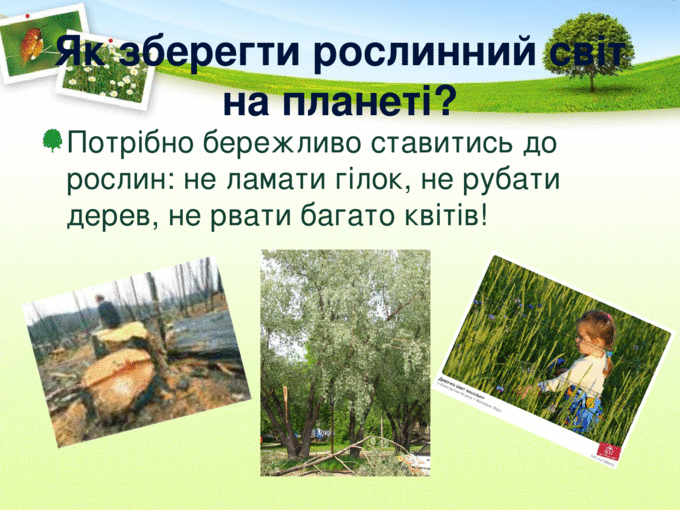 Як зберегти рослинний світ
на планеті?
Потрібно бережливо ставитись до
рослин: не ламати гілок, не рубати
дерев, не рвати багато квітів!